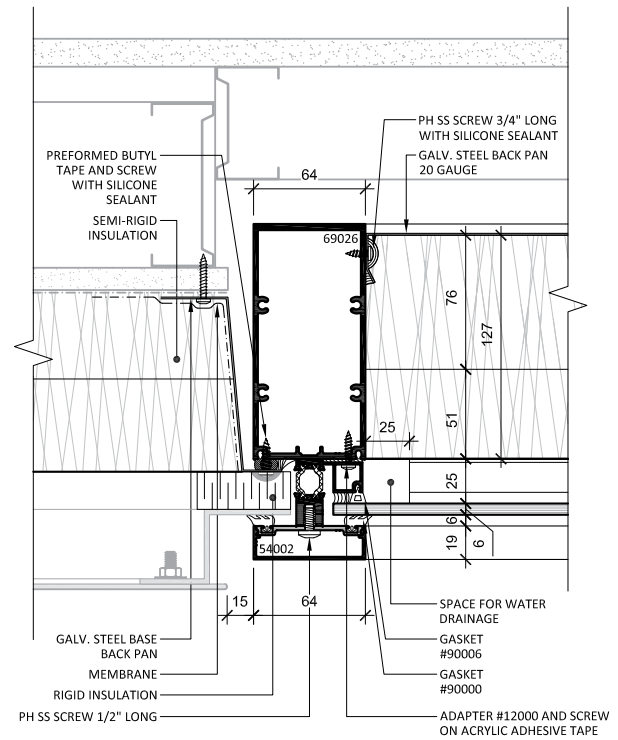 PH SS SCREW 3/4" LONG
WITH SILICONE SEALANT
GALV. STEEL BACK PAN
20 GAUGE
PREFORMED BUTYL
TAPE AND SCREW
WITH SILICONE
SEALANT
SEMI-RIGID
INSULATION
64
69026
76
127
51
25
25
6
19
6
54002
15
64
SPACE FOR WATER
DRAINAGE
GASKET
#90006
GASKET
#90000
ADAPTER #12000 AND SCREW
ON ACRYLIC ADHESIVE TAPE
GALV. STEEL BASE
BACK PAN
MEMBRANE
RIGID INSULATION
PH SS SCREW 1/2" LONG